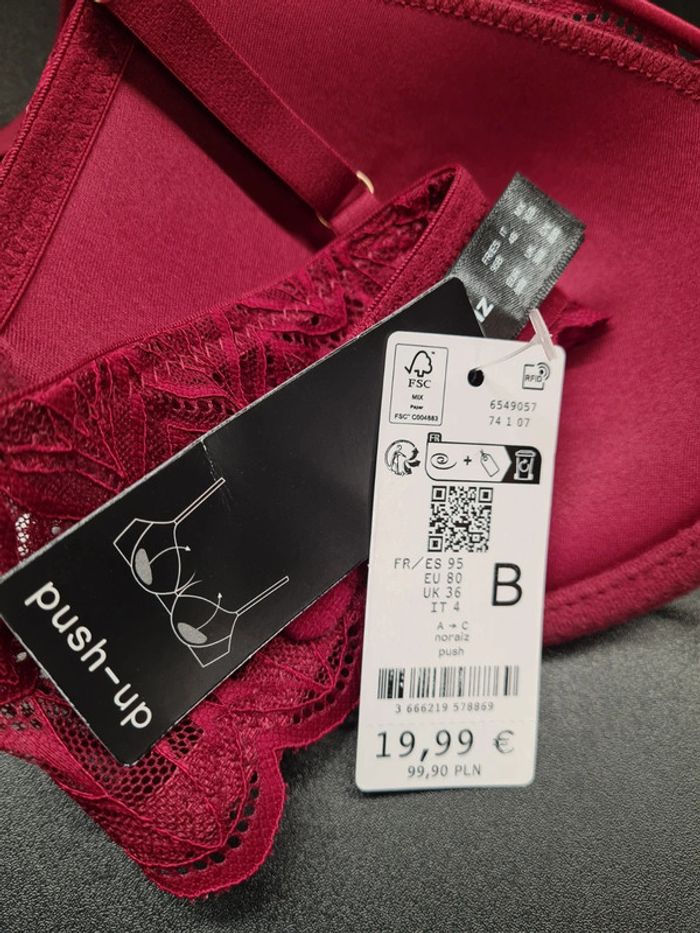 push-up
FSC
MIX
Paper
FSC™ C004883
RFID
6549057
74 1 07
FR
FR/ES 95
EU 80
UK 36
IT 4
B
A → C
noraiz
push
3 666219 578869
19,99 €
99,90 PLN